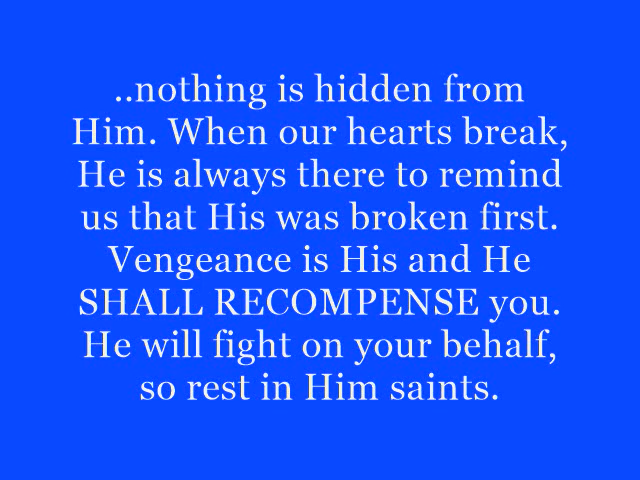 ..nothing is hidden from
Him. When our hearts break,
He is always there to remind
us that His was broken first.
Vengeance is His and He
SHALL RECOMPENSE you.
He will fight on your behalf,
so rest in Him saints.